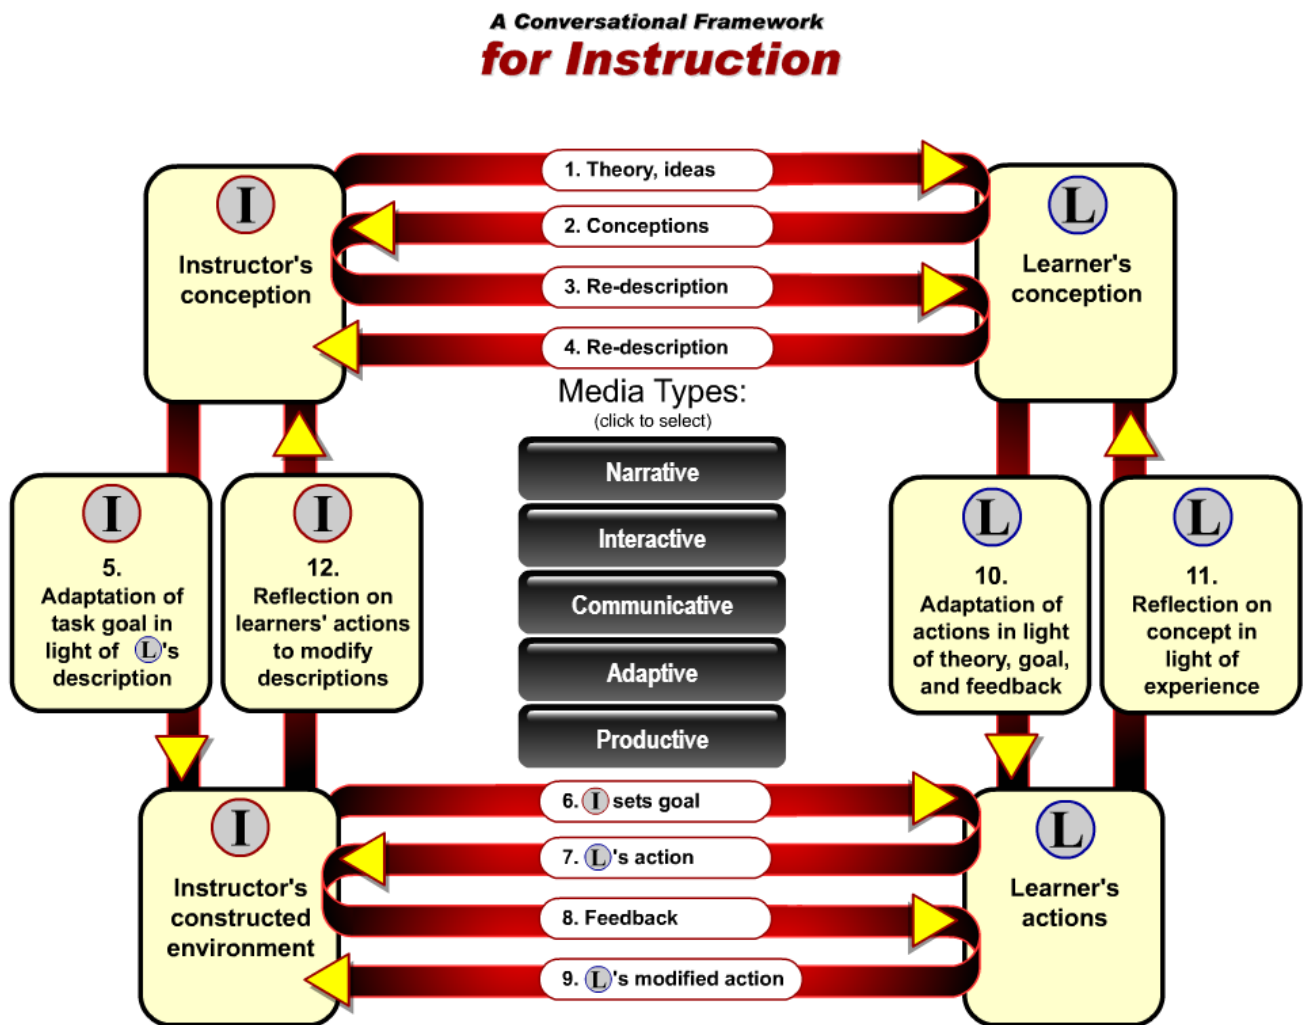 A Conversational Framework
for Instruction
I
Instructor's
conception
1. Theory, ideas
2. Conceptions
3. Re-description
4. Re-description
L
Learner's
conception
Media Types:
(click to select)
Narrative
Interactive
Communicative
Adaptive
Productive
I
5.
Adaptation of
task goal in
light of L's
description
I
12.
Reflection on
learners' actions
to modify
descriptions
L
10.
Adaptation of
actions in light
of theory, goal,
and feedback
L
11.
Reflection on
concept in
light of
experience
I
Instructor's
constructed
environment
6. I sets goal
7. L's action
8. Feedback
9. L's modified action
L
Learner's
actions